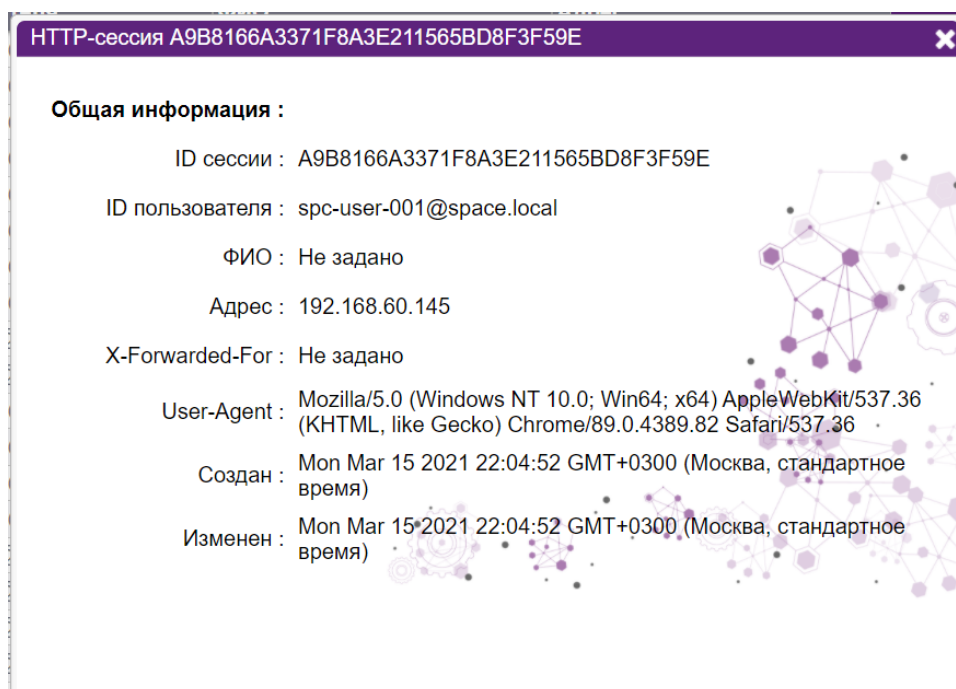 HTTP-сессия A9B8166A3371F8A3E211565BD8F3F59E
Общая информация :
ID сессии : A9B8166A3371F8A3E211565BD8F3F59E
ID пользователя : spc-user-001@space.local
ФИО : Не задано
Адрес : 192.168.60.145
X-Forwarded-For : Не задано
User-Agent : Mozilla/5.0 (Windows NT 10.0; Win64; x64) AppleWebKit/537.36
(KHTML, like Gecko) Chrome/89.0.4389.82 Safari/537.36
Создан : Mon Mar 15 2021 22:04:52 GMT+0300 (Москва, стандартное
время)
Изменен : Mon Mar 15 2021 22:04:52 GMT+0300 (Москва, стандартное
время)